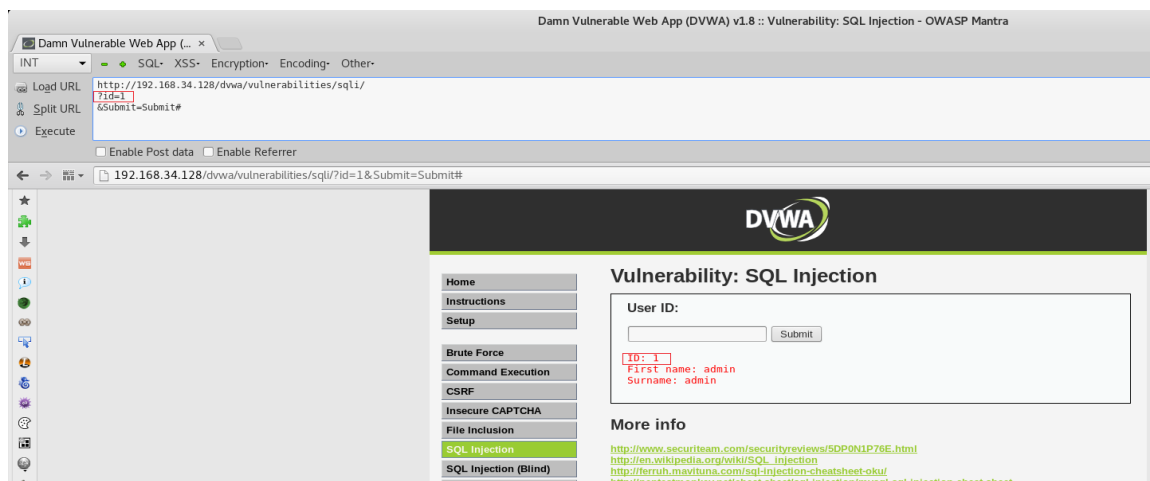 Damn Vulnerable Web App (DVWA) v1.8 :: Vulnerability: SQL Injection - OWASP Mantra
Damn Vulnerable Web App (... ×
INT SQL- XSS- Encryption- Encoding- Other-
Load URL
Split URL
Execute
http://192.168.34.128/dvwa/vulnerabilities/sqli/
?id=1
&Submit=Submit#
Enable Post data Enable Referrer
192.168.34.128/dvwa/vulnerabilities/sqli/?id=1&Submit=Submit#
DVWA
Home
Instructions
Setup
Brute Force
Command Execution
CSRF
Insecure CAPTCHA
File Inclusion
SQL Injection
SQL Injection (Blind)
Vulnerability: SQL Injection
User ID:
Submit
ID: 1
First name: admin
Surname: admin
More info
http://www.securiteam.com/securityreviews/5DP0N1P76E.html
http://en.wikipedia.org/wiki/SQL_injection
http://ferruh.mavituna.com/sql-injection-cheatsheet-oku/